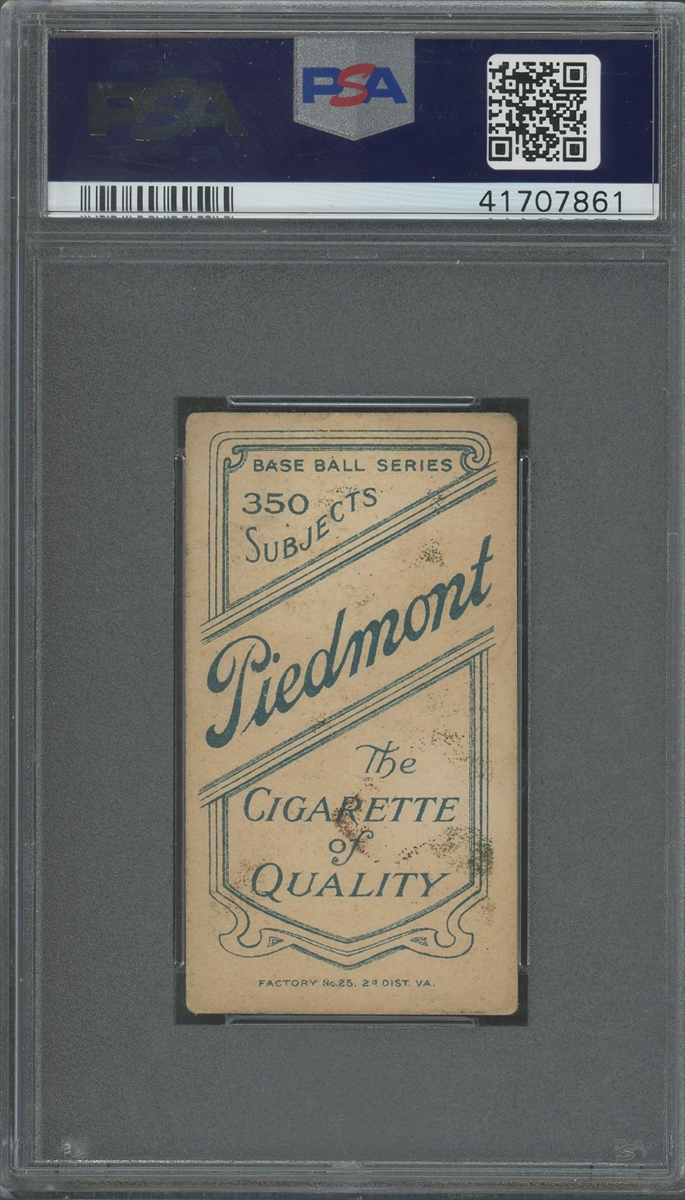 PSA
PSA
41707861
BASE BALL SERIES
350
SUBJECTS
Piedmont
The
CIGARETTE
of
QUALITY
FACTORY No. 25. 2d DIST. VA.
PSA